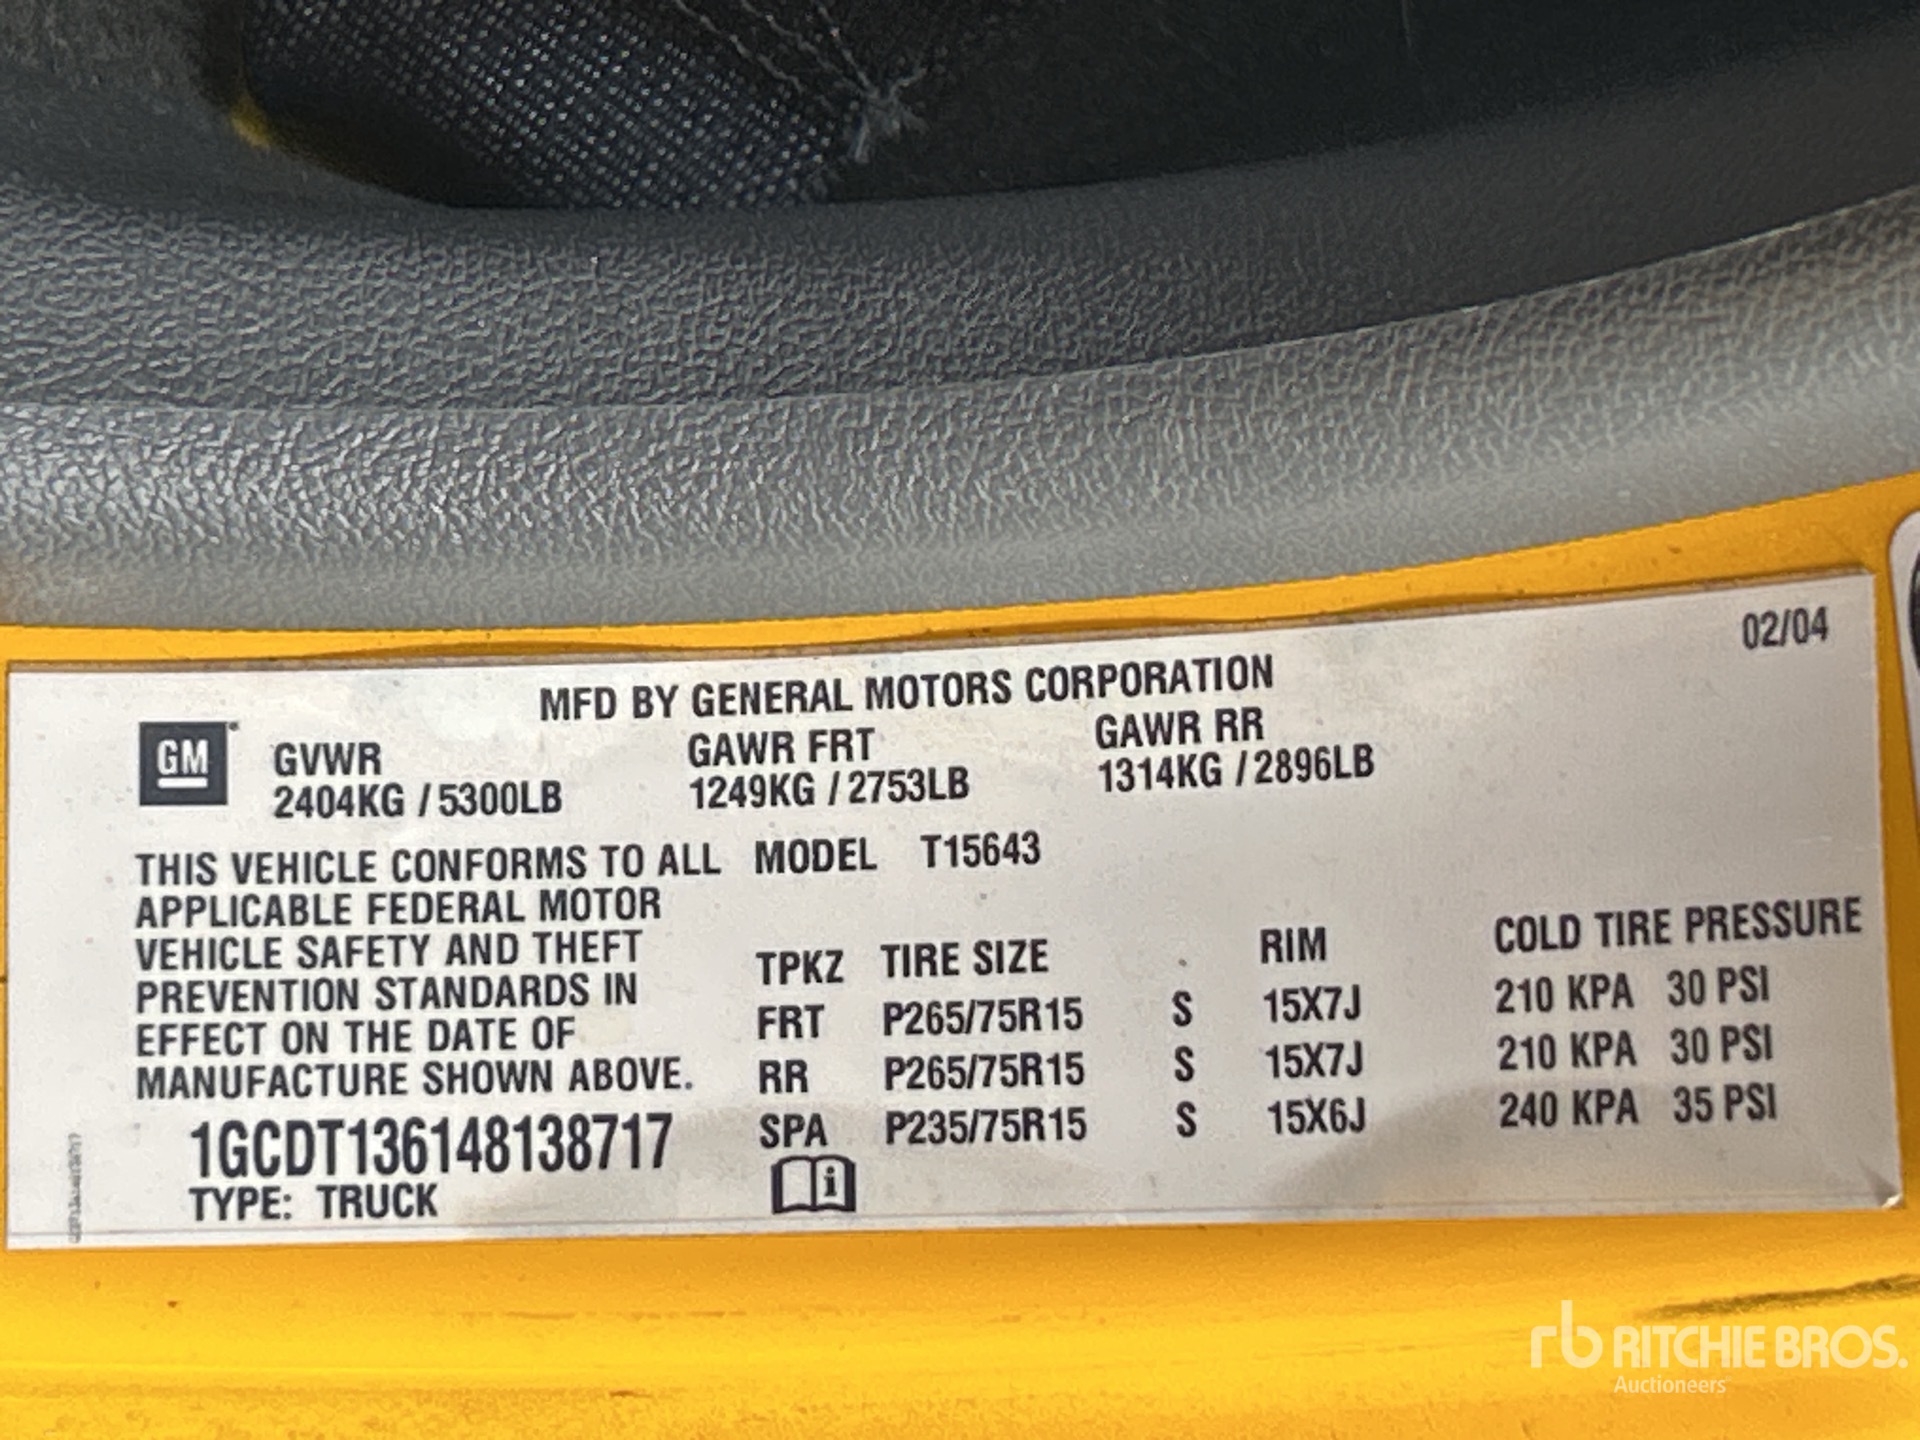 02/04
MFD BY GENERAL MOTORS CORPORATION
GM
GVWR GAWR FRT GAWR RR
2404KG / 5300LB 1249KG / 2753LB 1314KG / 2896LB
THIS VEHICLE CONFORMS TO ALL MODEL T15643
APPLICABLE FEDERAL MOTOR
VEHICLE SAFETY AND THEFT
PREVENTION STANDARDS IN
EFFECT ON THE DATE OF
MANUFACTURE SHOWN ABOVE.
1GCDT136148138717
TYPE: TRUCK
TPKZ TIRE SIZE RIM COLD TIRE PRESSURE
FRT P265/75R15 S 15X7J 210 KPA 30 PSI
RR P265/75R15 S 15X7J 210 KPA 30 PSI
SPA P235/75R15 S 15X6J 240 KPA 35 PSI
i
rb RITCHIE BROS.
Auctioneers